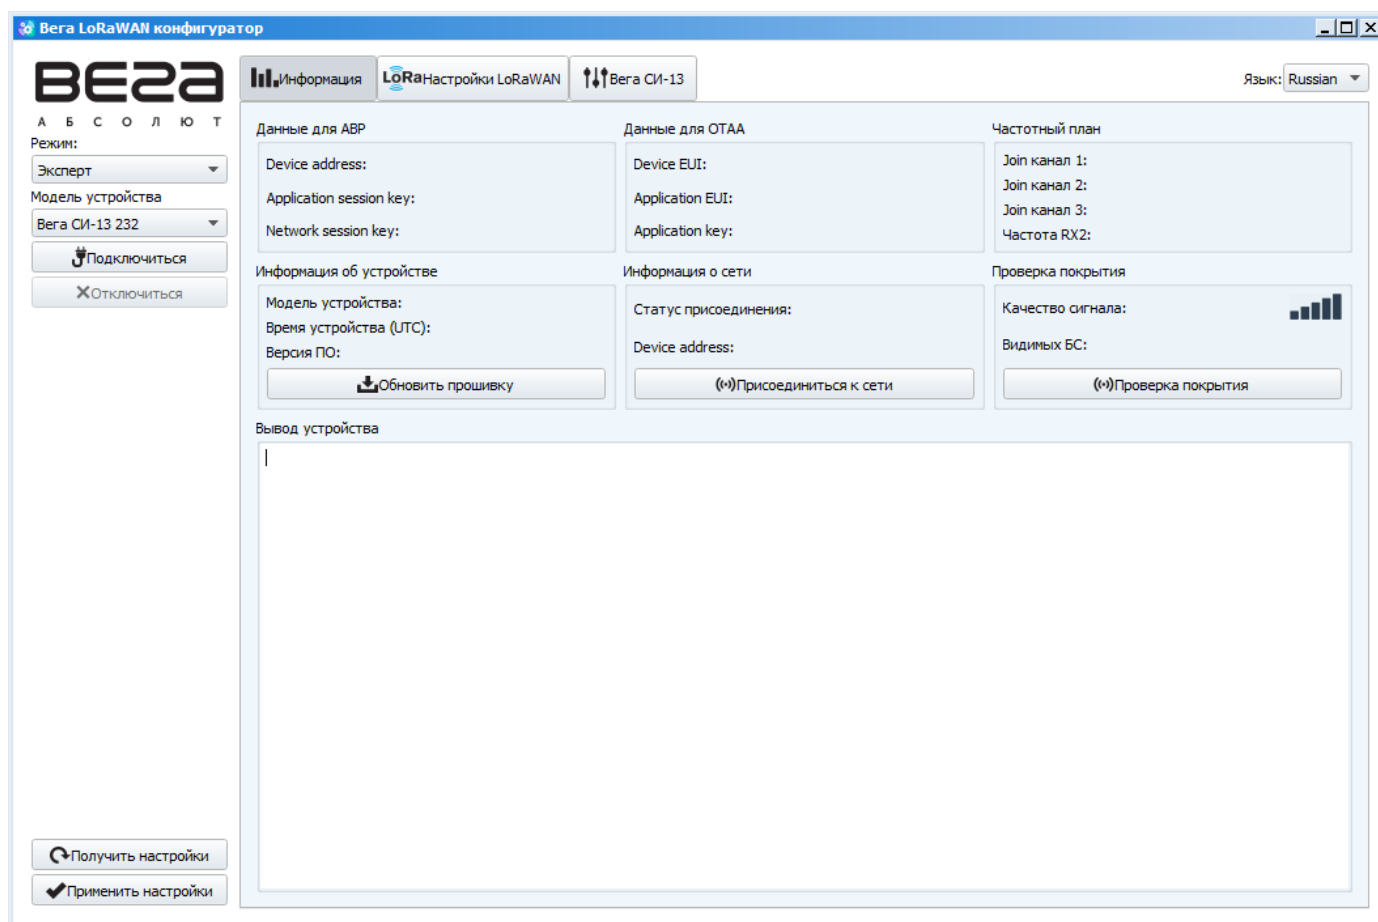 Вега LoRaWAN конфигуратор
ВЕГА
АБСОЛЮТ
Режим:
Эксперт
Модель устройства
Вега СИ-13 232
Подключиться
Отключиться
Получить настройки
Применить настройки
Информация
LoRa Настройки LoRaWAN
Вега СИ-13
Язык: Russian
Данные для ABP
Device address:
Application session key:
Network session key:
Данные для OTAA
Device EUI:
Application EUI:
Application key:
Частотный план
Join канал 1:
Join канал 2:
Join канал 3:
Частота RX2:
Информация об устройстве
Модель устройства:
Время устройства (UTC):
Версия ПО:
Обновить прошивку
Информация о сети
Статус присоединения:
Device address:
Присоединиться к сети
Проверка покрытия
Качество сигнала:
Видимых БС:
Проверка покрытия
Вывод устройства